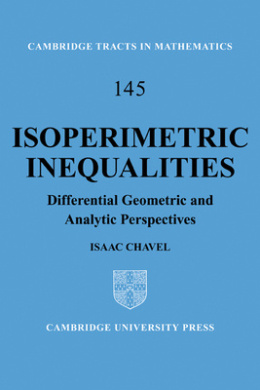 CAMBRIDGE TRACTS IN MATHEMATICS
145
ISOPERIMETRIC
INEQUALITIES
Differential Geometric and
Analytic Perspectives
ISAAC CHAVEL
CAMBRIDGE UNIVERSITY PRESS